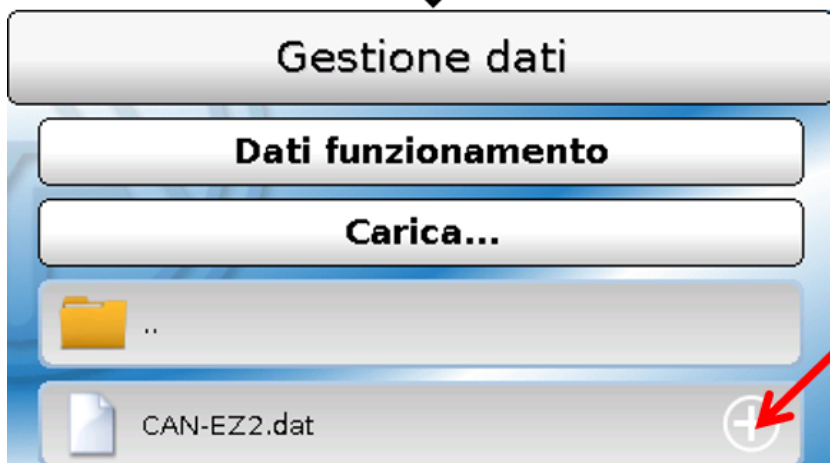 Gestione dati
Dati funzionamento
Carica...
..
CAN-EZ2.dat